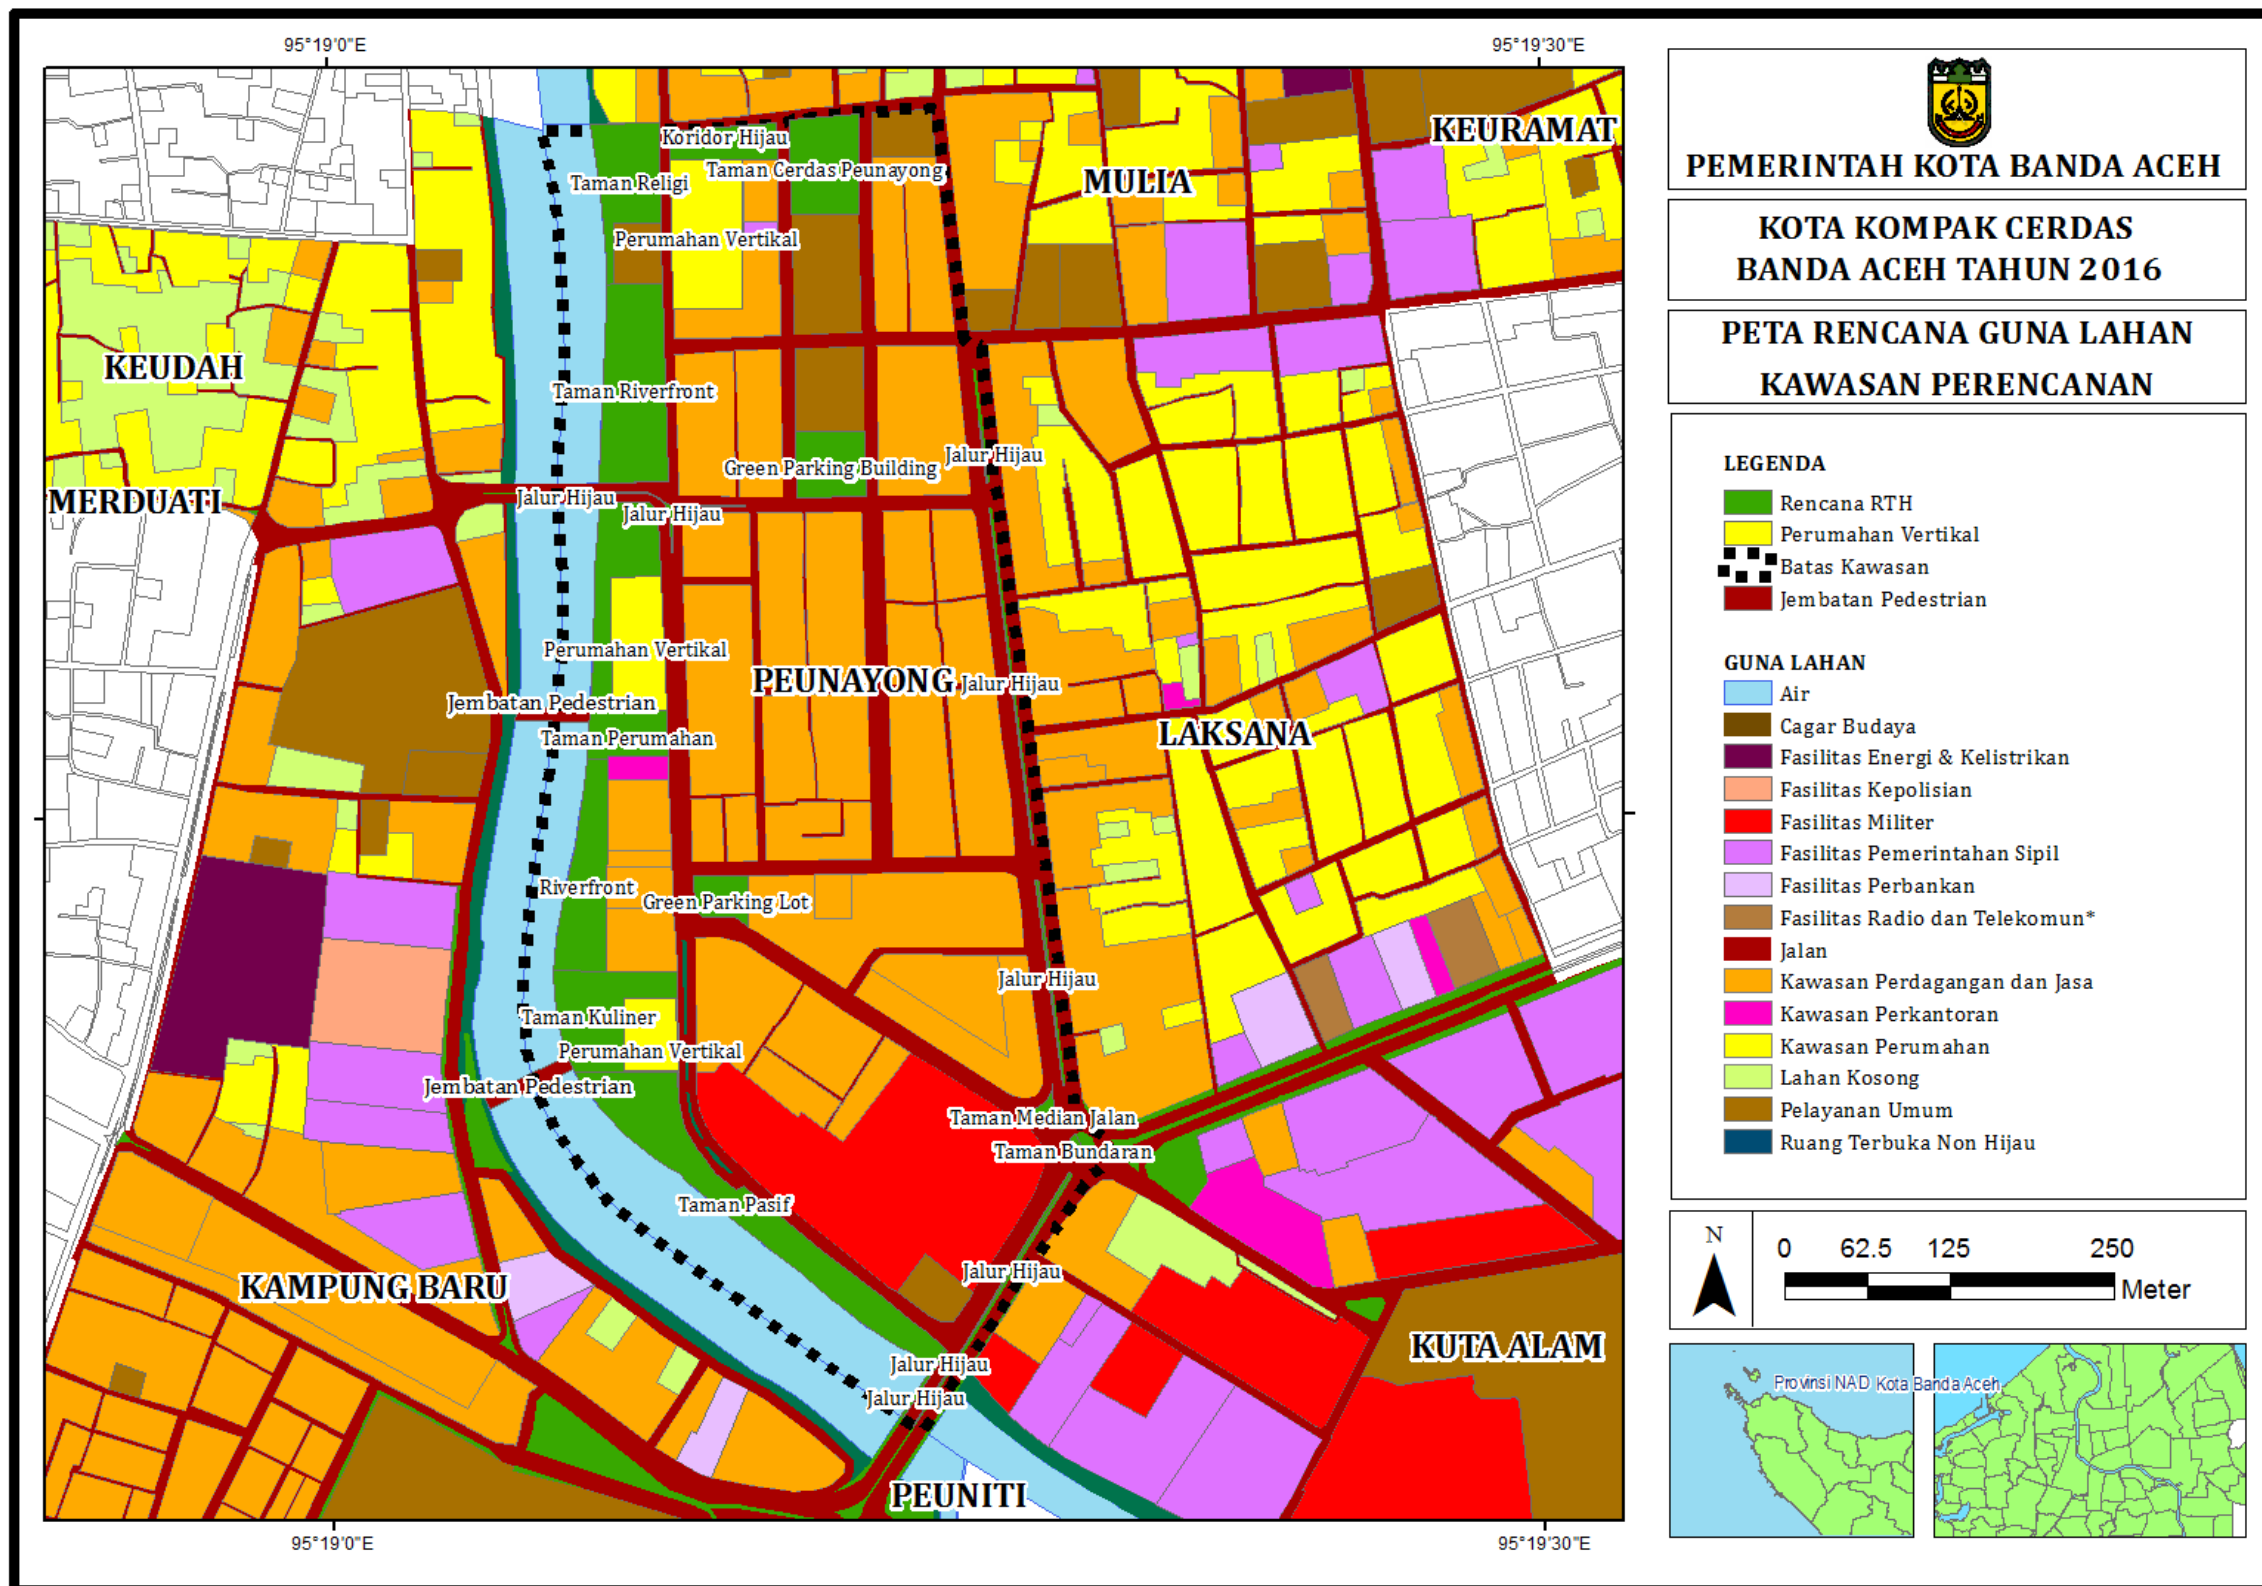 95°19'0"E
95°19'30"E
Koridor Hijau
Taman Cerdas Peunayong
Taman Religi
Perumahan Vertikal
MULIA
KEURAMAT
KEUDAH
Taman Riverfront
Green Parking Building
Jalur Hijau
MERDUATI
Jalur Hijau
Jalur Hijau
Perumahan Vertikal
PEUNAYONG
Jalur Hijau
Jembatan Pedestrian
Taman Perumahan
LAKSANA
Riverfront
Green Parking Lot
Jalur Hijau
Taman Kuliner
Perumahan Vertikal
Jembatan Pedestrian
Taman Median Jalan
Taman Bundaran
Taman Pasif
Jalur Hijau
KAMPUNG BARU
KUTA ALAM
Jalur Hijau
Jalur Hijau
PEUNITI
95°19'0"E
95°19'30"E
PEMERINTAH KOTA BANDA ACEH
KOTA KOMPAK CERDAS
BANDA ACEH TAHUN 2016
PETA RENCANA GUNA LAHAN
KAWASAN PERENCANAN
LEGENDA
Rencana RTH
Perumahan Vertikal
Batas Kawasan
Jembatan Pedestrian
GUNA LAHAN
Air
Cagar Budaya
Fasilitas Energi & Kelistrikan
Fasilitas Kepolisian
Fasilitas Militer
Fasilitas Pemerintahan Sipil
Fasilitas Perbankan
Fasilitas Radio dan Telekomun*
Jalan
Kawasan Perdagangan dan Jasa
Kawasan Perkantoran
Kawasan Perumahan
Lahan Kosong
Pelayanan Umum
Ruang Terbuka Non Hijau
N
0 62.5 125 250
Meter
Provinsi NAD
Kota Banda Aceh